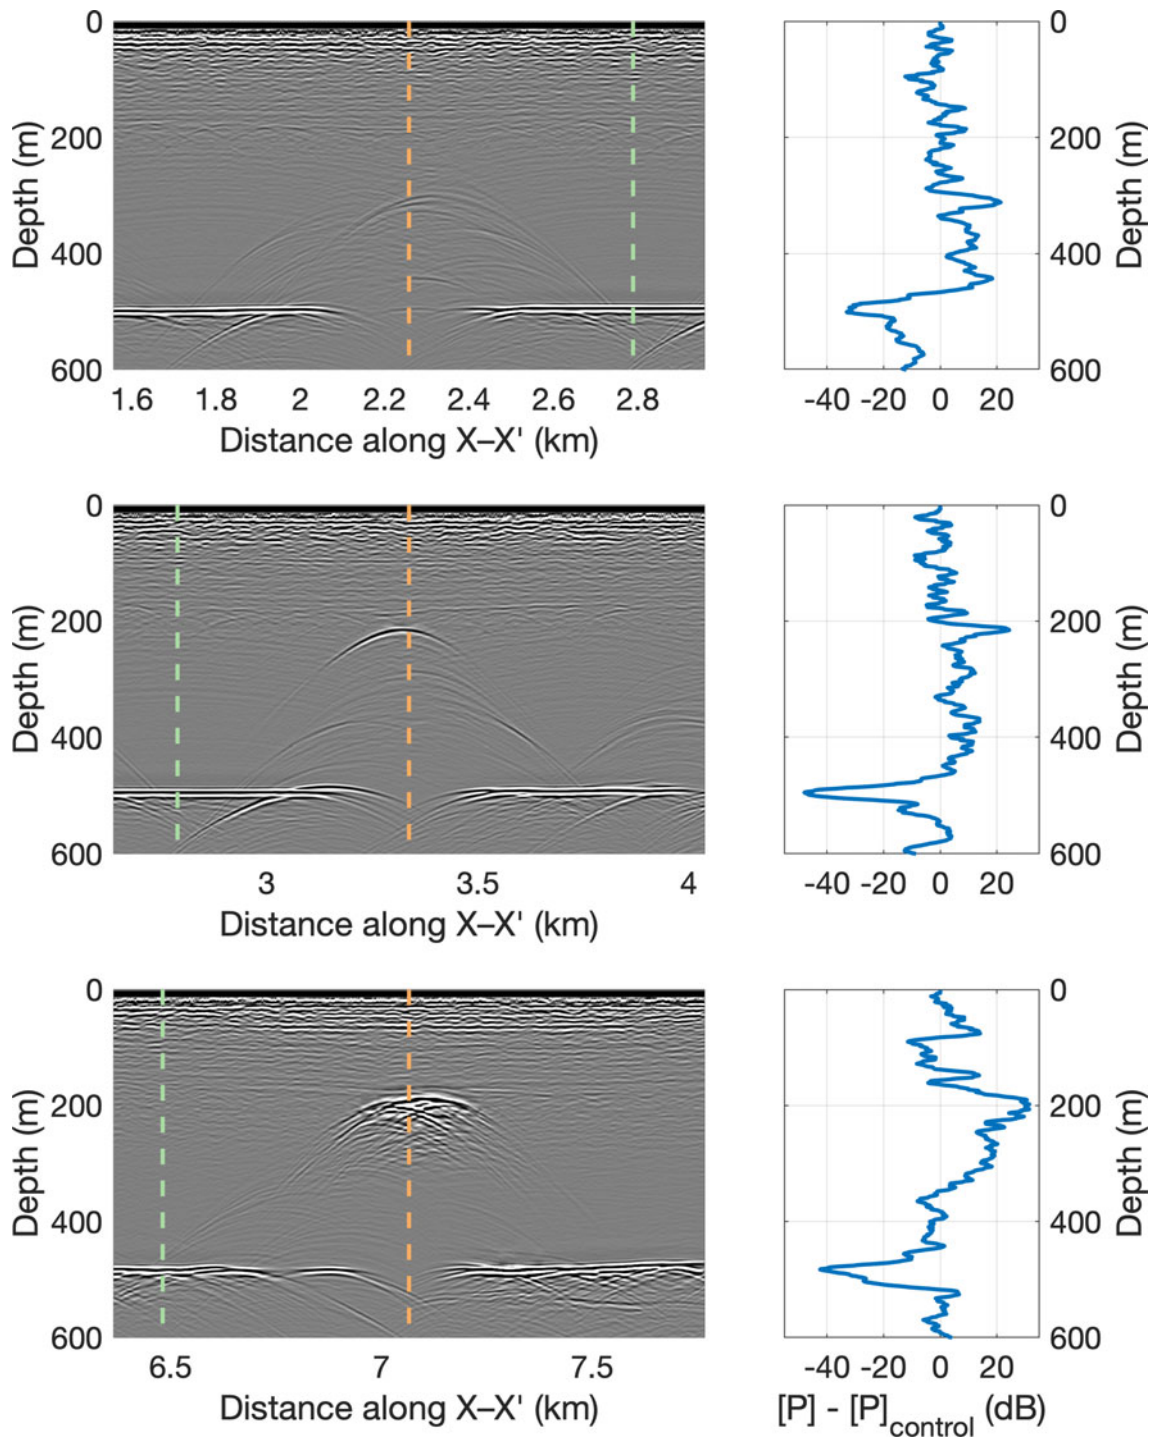 0
200
400
600
Depth (m)
1.6 1.8 2 2.2 2.4 2.6 2.8
Distance along X–X' (km)
0
200
400
600
Depth (m)
-40 -20 0 20
0
200
400
600
Depth (m)
3 3.5 4
Distance along X–X' (km)
0
200
400
600
Depth (m)
-40 -20 0 20
0
200
400
600
Depth (m)
6.5 7 7.5
Distance along X–X' (km)
0
200
400
600
Depth (m)
-40 -20 0 20
[P] - [P]control (dB)